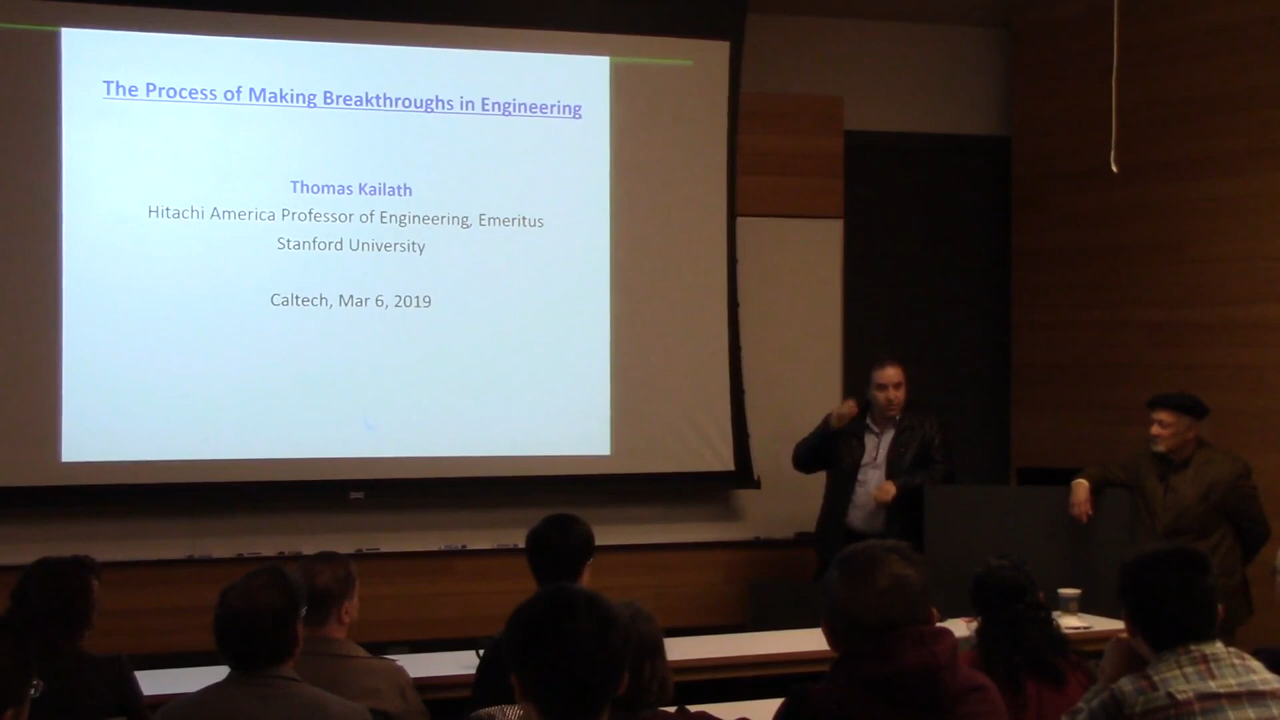 The Process of Making Breakthroughs in Engineering
Thomas Kailath
Hitachi America Professor of Engineering, Emeritus
Stanford University
Caltech, Mar 6, 2019